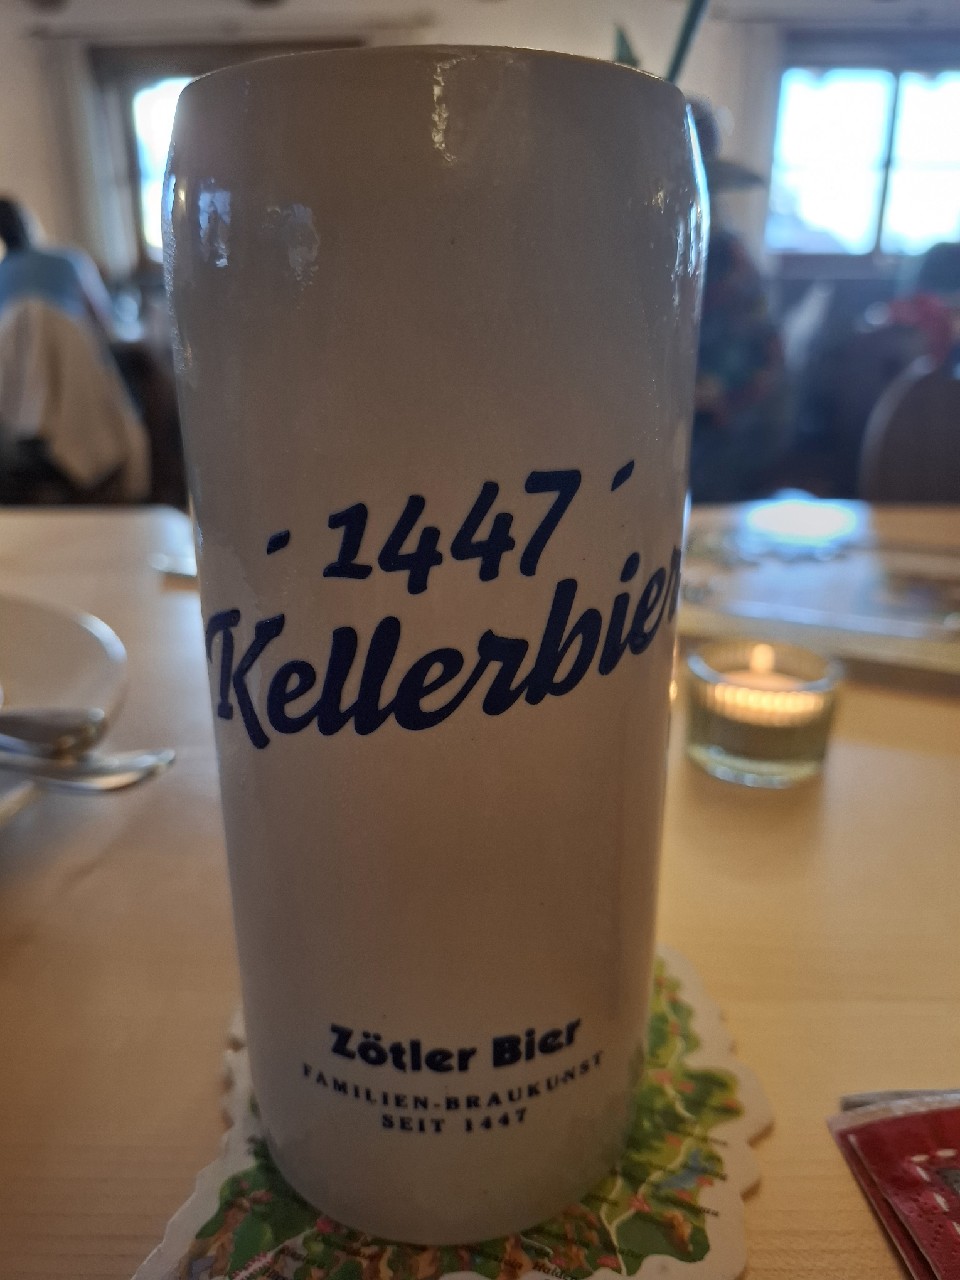 - 1447 -
Kellerbier
Zötler Bier
FAMILIEN-BRAUKUNST
SEIT 1447